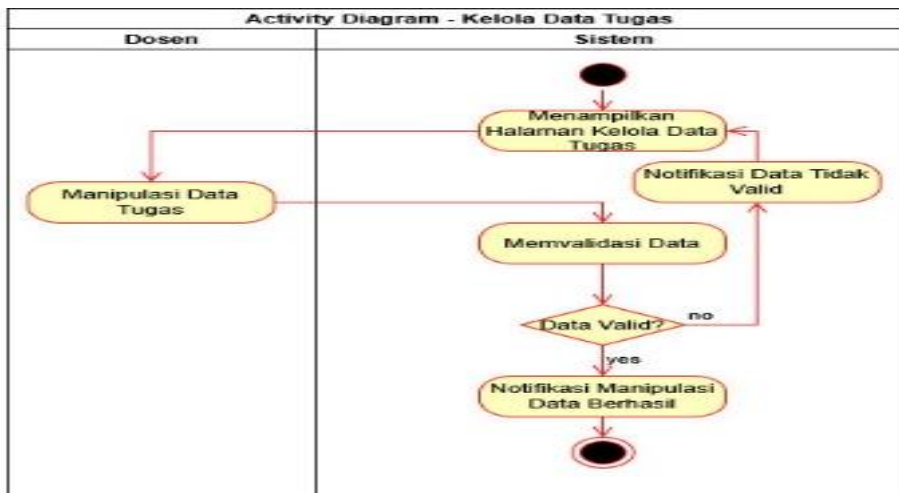 Activity Diagram - Kelola Data Tugas
Dosen
Sistem
Menampilkan
Halaman Kelola Data
Tugas
Notifikasi Data Tidak
Valid
Manipulasi Data
Tugas
Memvalidasi Data
Data Valid?
no
yes
Notifikasi Manipulasi
Data Berhasil